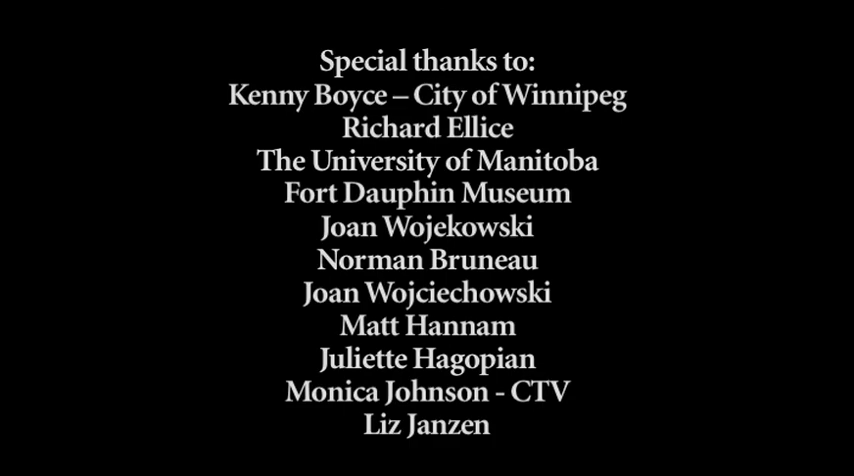 Special thanks to:
Kenny Boyce – City of Winnipeg
Richard Ellice
The University of Manitoba
Fort Dauphin Museum
Joan Wojekowski
Norman Bruneau
Joan Wojciechowski
Matt Hannam
Juliette Hagopian
Monica Johnson - CTV
Liz Janzen